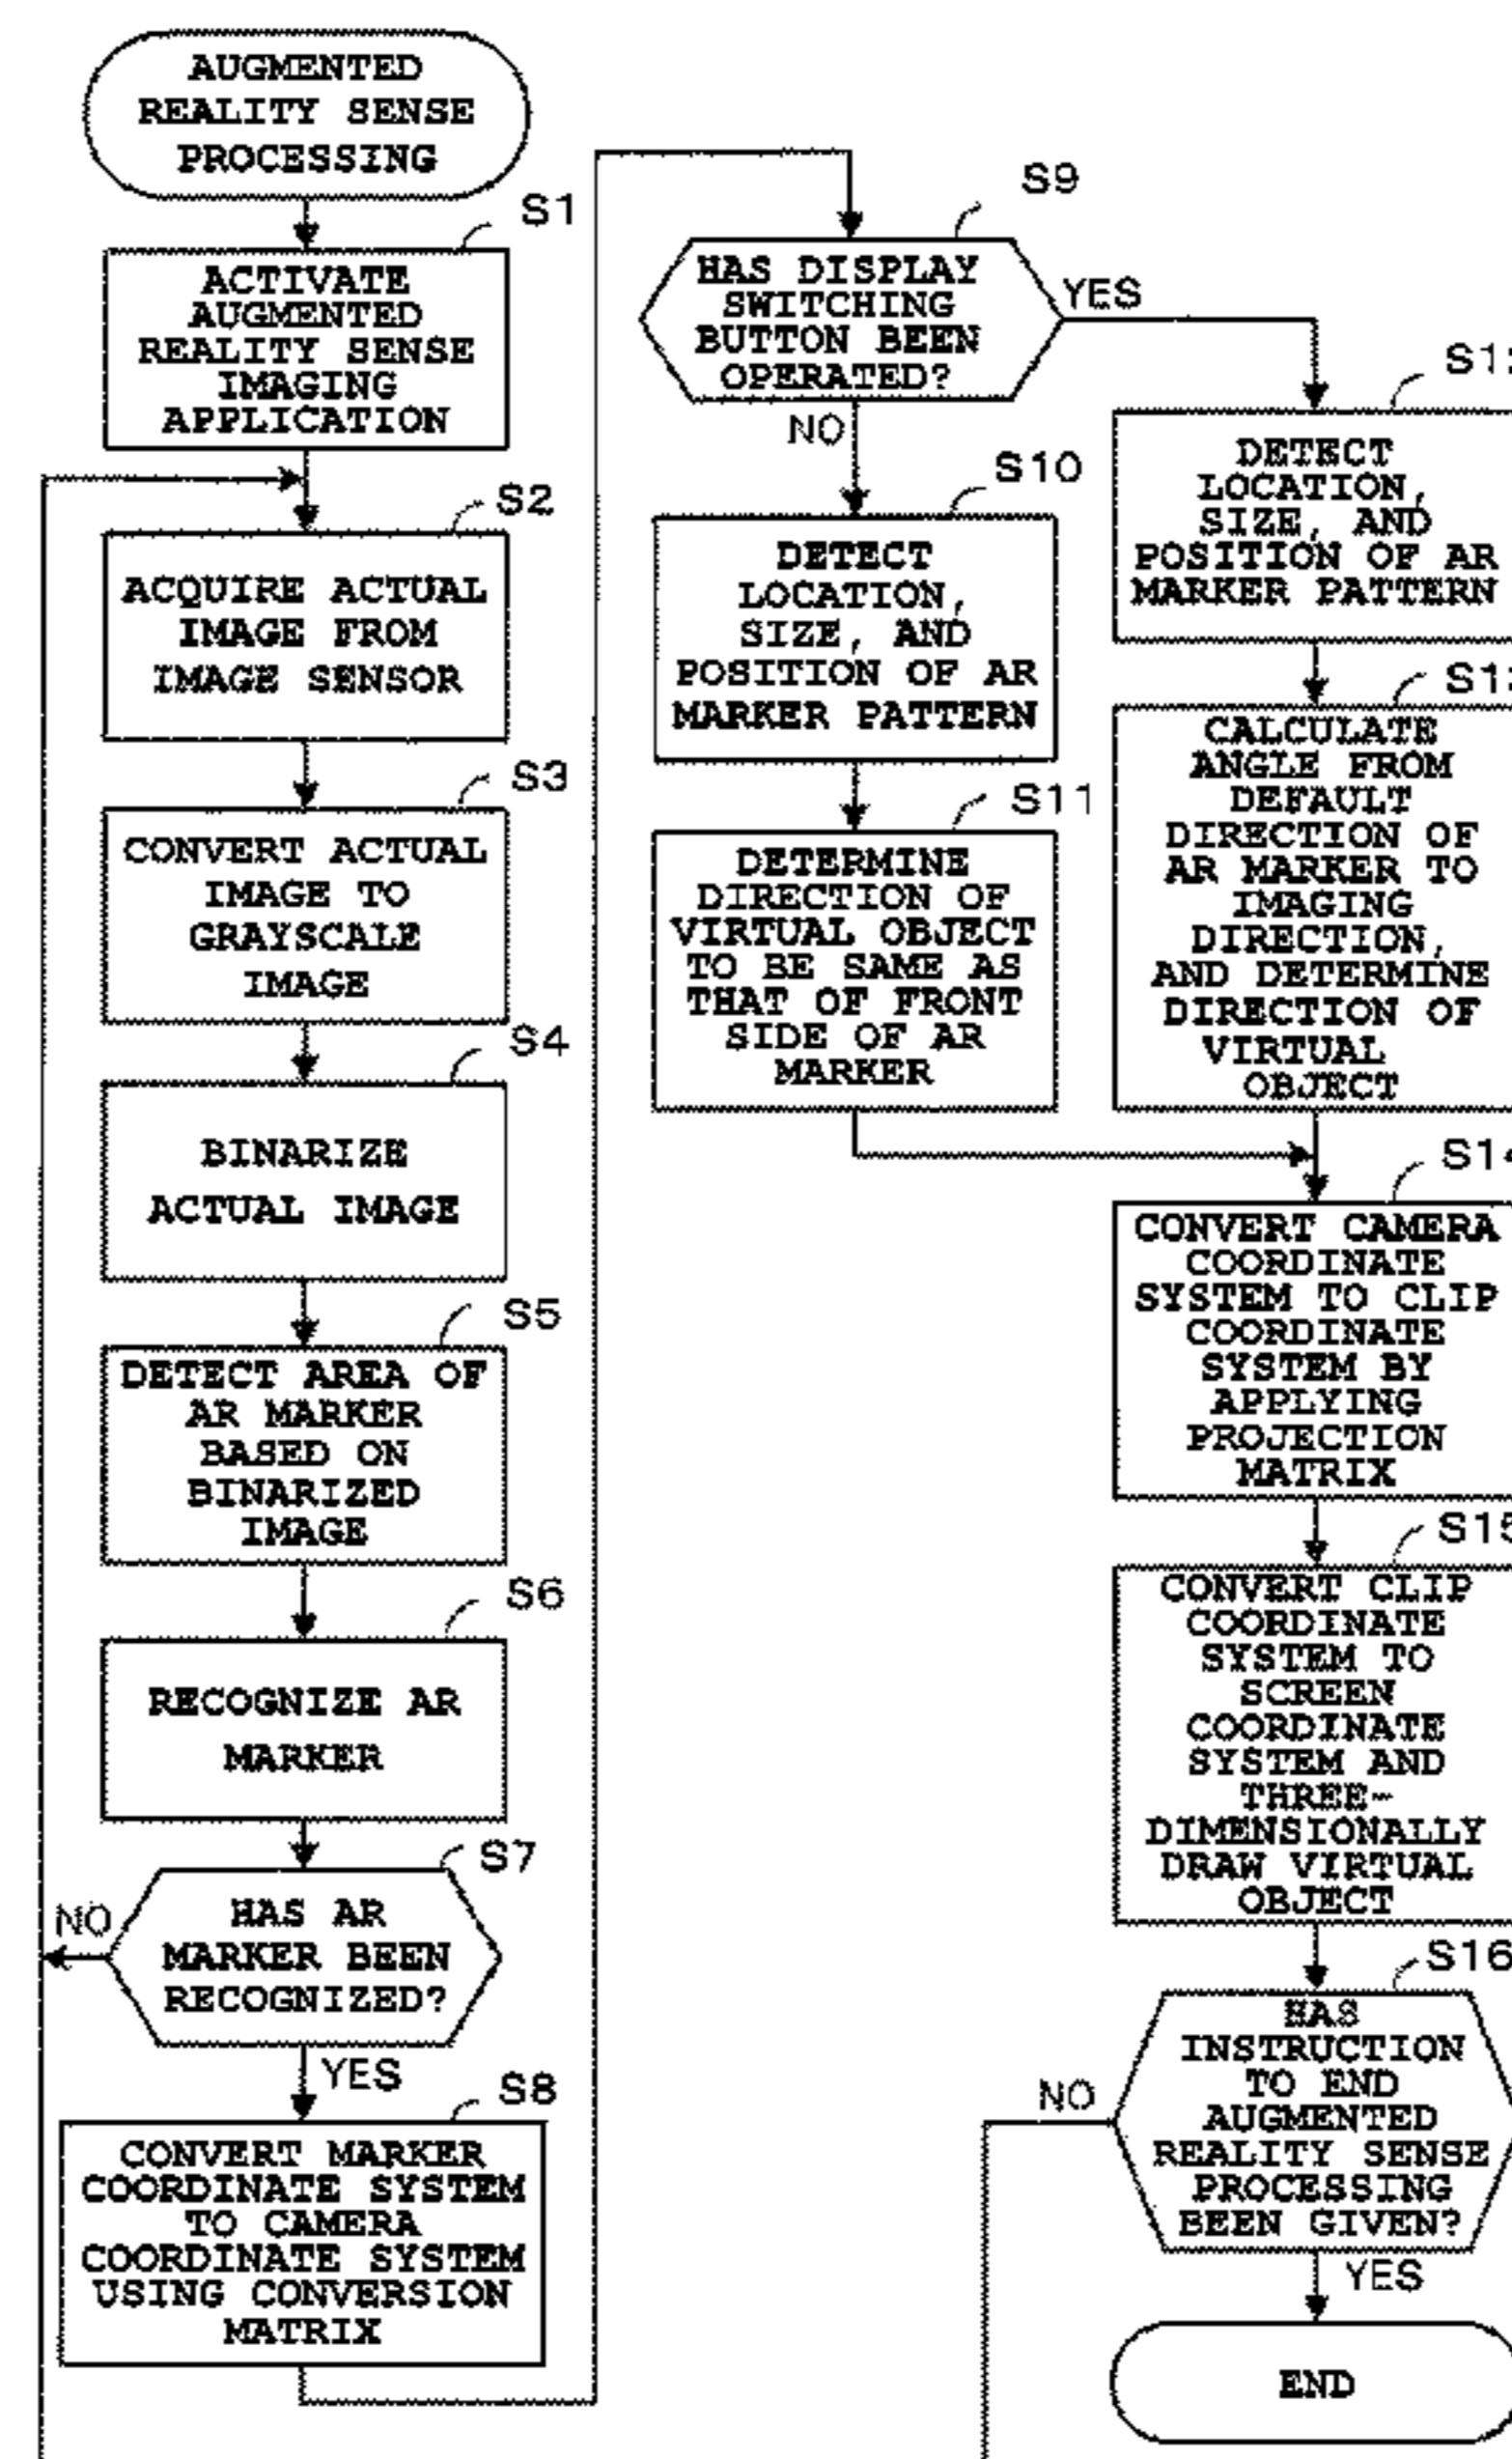 AUGMENTED
REALITY SENSE
PROCESSING
S1
ACTIVATE
AUGMENTED
REALITY SENSE
IMAGING
APPLICATION
S2
ACQUIRE ACTUAL
IMAGE FROM
IMAGE SENSOR
S3
CONVERT ACTUAL
IMAGE TO
GRAYSCALE
IMAGE
S4
BINARIZE
ACTUAL IMAGE
S5
DETECT AREA OF
AR MARKER
BASED ON
BINARIZED
IMAGE
S6
RECOGNIZE AR
MARKER
S7
HAS AR
MARKER BEEN
RECOGNIZED?
NO
YES
S8
CONVERT MARKER
COORDINATE SYSTEM
TO CAMERA
COORDINATE SYSTEM
USING CONVERSION
MATRIX
S9
HAS DISPLAY
SWITCHING
BUTTON BEEN
OPERATED?
YES
NO
S10
DETECT
LOCATION,
SIZE, AND
POSITION OF AR
MARKER PATTERN
S11
DETERMINE
DIRECTION OF
VIRTUAL OBJECT
TO BE SAME AS
THAT OF FRONT
SIDE OF AR
MARKER
DETECT
LOCATION,
SIZE, AND
POSITION OF AR
MARKER PATTERN
CALCULATE
ANGLE FROM
DEFAULT
DIRECTION OF
AR MARKER TO
IMAGING
DIRECTION,
AND DETERMINE
DIRECTION OF
VIRTUAL
OBJECT
S14
CONVERT CAMERA
COORDINATE
SYSTEM TO CLIP
COORDINATE
SYSTEM BY
APPLYING
PROJECTION
MATRIX
S15
CONVERT CLIP
COORDINATE
SYSTEM TO
SCREEN
COORDINATE
SYSTEM AND
THREE-
DIMENSIONALLY
DRAW VIRTUAL
OBJECT
S16
HAS
INSTRUCTION
TO END
AUGMENTED
REALITY SENSE
PROCESSING
BEEN GIVEN?
NO
YES
END